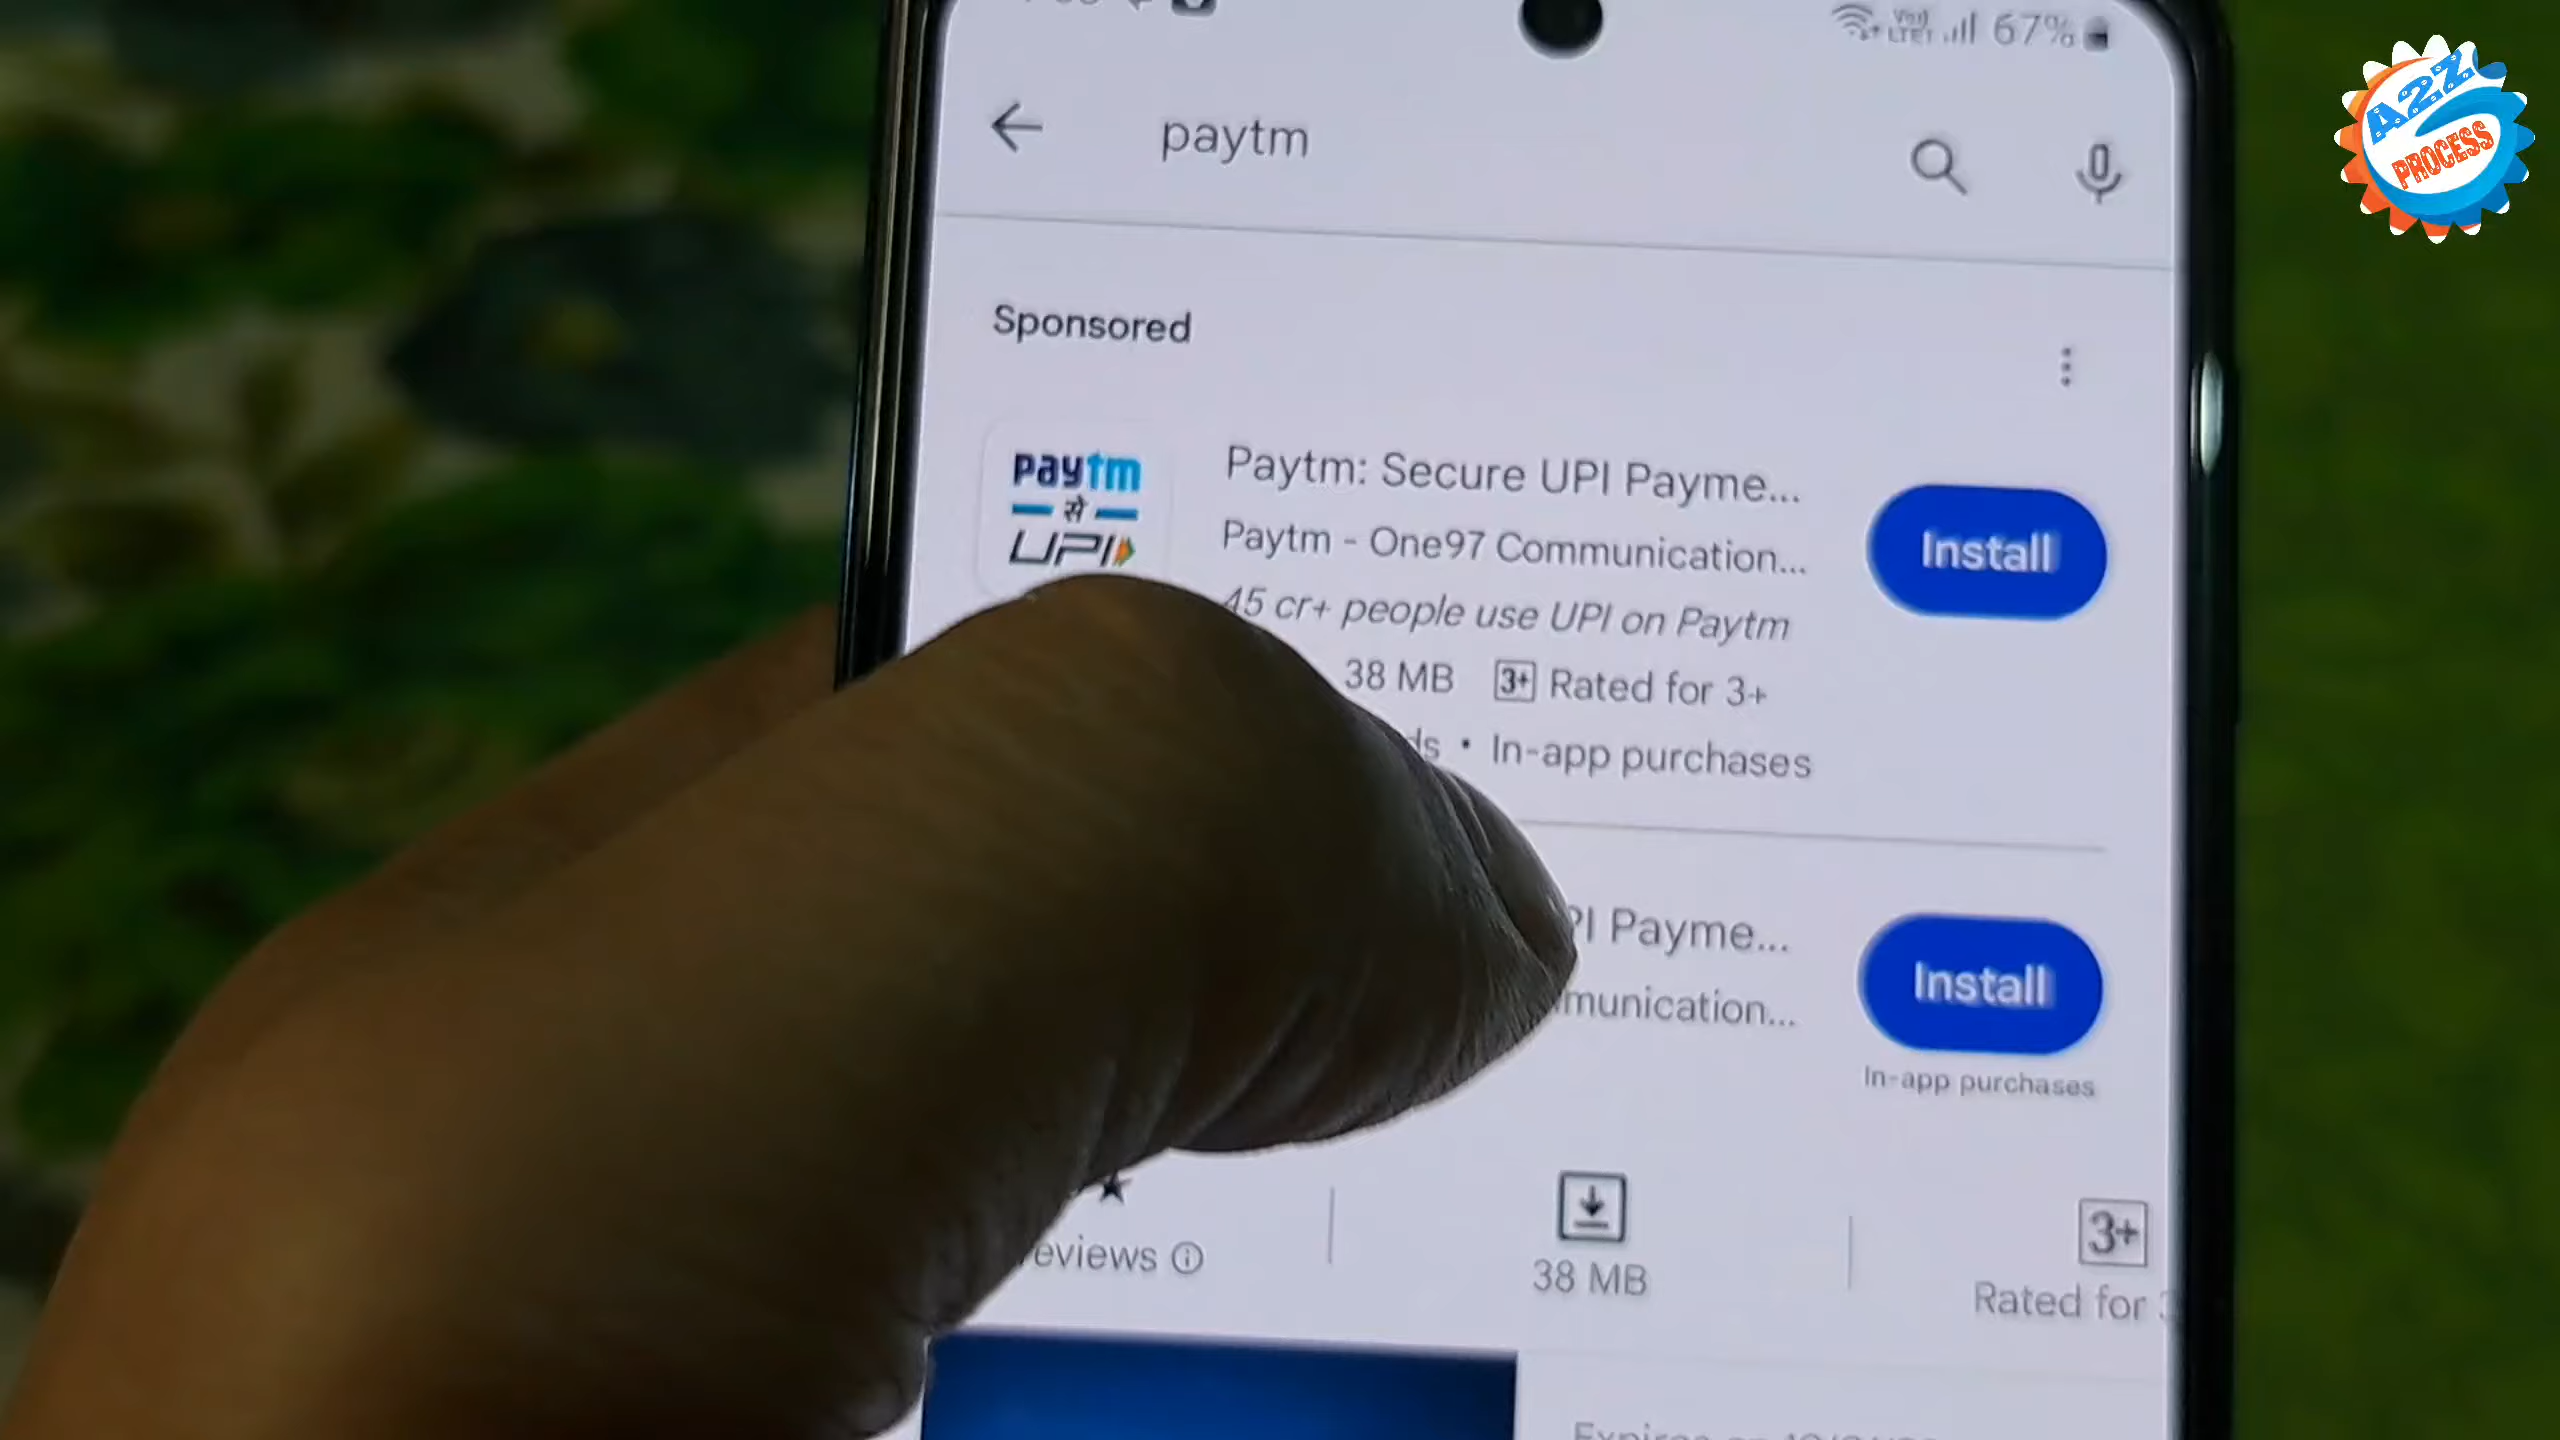 67%
A2Z
PROCESS
paytm
Sponsored
paytm
से
UPI
Paytm: Secure UPI Payme...
Paytm - One97 Communication...
45 cr+ people use UPI on Paytm
38 MB 3+ Rated for 3+
In-app purchases
Install
Payme...
Install
In-app purchases
38 MB
3+
Rated for